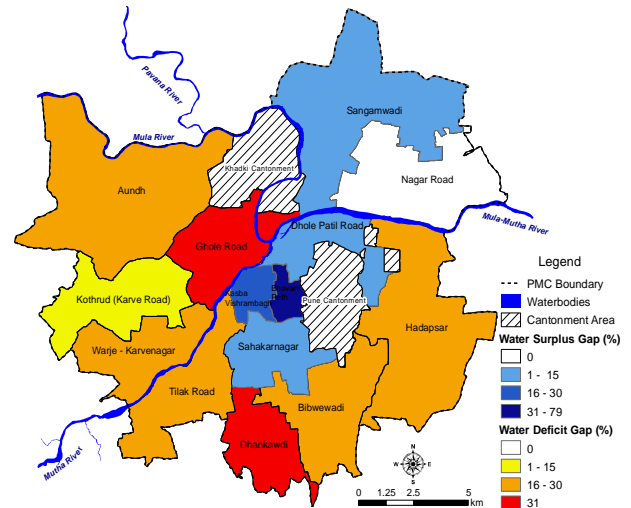 Pavana River
Sangamwadi
Mula River
Khadki Cantonment
Aundh
Nagar Road
Mula-Mutha River
Dhole Patil Road
Ghole Road
Kasba
Vishrambagh
Bhavani
Peth
Pune Cantonment
Kothrud (Karve Road)
Hadapsar
Warje - Karvenagar
Sahakarnagar
Tilak Road
Bibwewadi
Dhankawdi
Mutha River
Legend
PMC Boundary
Waterbodies
Cantonment Area
Water Surplus Gap (%)
0
1 - 15
16 - 30
31 - 79
Water Deficit Gap (%)
0
1 - 15
16 - 30
31
N
W
E
S
0 1.25 2.5 5
km